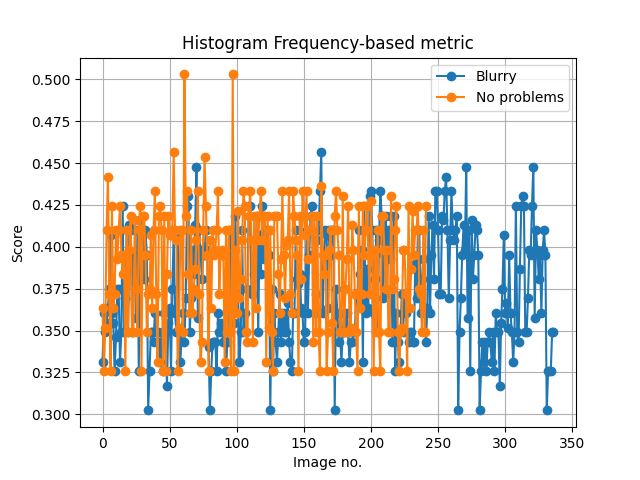 Histogram Frequency-based metric
Blurry
No problems
0.500
0.475
0.450
0.425
0.400
0.375
0.350
0.325
0.300
Score
0 50 100 150 200 250 300 350
Image no.